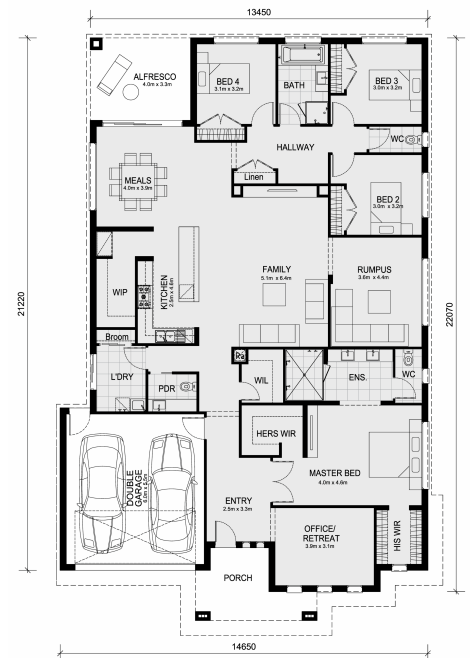 13450
ALFRESCO
4.0m x 3.3m
BED 4
3.1m x 3.2m
BATH
BED 3
3.0m x 3.2m
WC
HALLWAY
Linen
MEALS
4.0m x 3.9m
BED 2
3.0m x 3.2m
21220
22070
WIP
KITCHEN
2.5m x 4.6m
FAMILY
5.1m x 6.4m
RUMPUS
3.6m x 4.4m
Broom
L'DRY
PDR
WIL
ENS.
WC
HERS WIR
MASTER BED
4.0m x 4.6m
DOUBLE
GARAGE
ENTRY
2.5m x 3.3m
OFFICE/
RETREAT
3.9m x 3.1m
HIS WIR
PORCH
14650